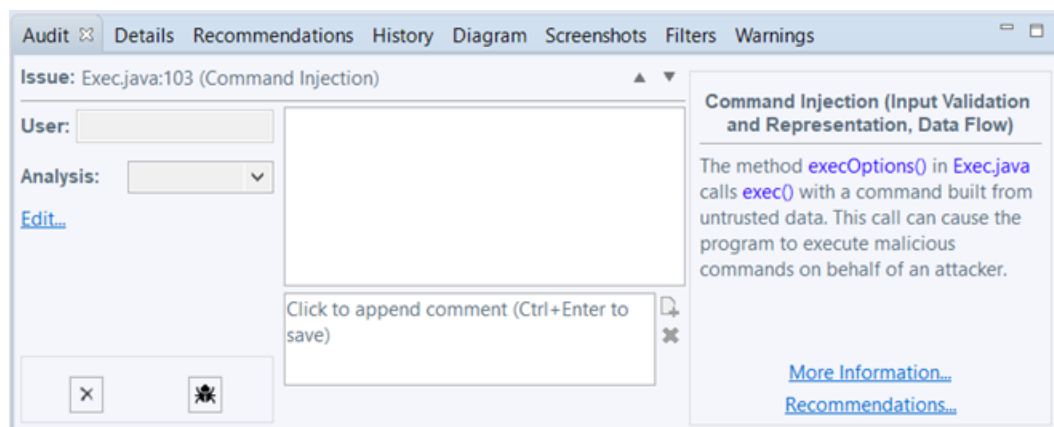 Audit Details Recommendations History Diagram Screenshots Filters Warnings
Issue: Exec.java:103 (Command Injection)
User:
Analysis:
Edit...
Click to append comment (Ctrl+Enter to
save)
Command Injection (Input Validation
and Representation, Data Flow)
The method execOptions() in Exec.java
calls exec() with a command built from
untrusted data. This call can cause the
program to execute malicious
commands on behalf of an attacker.
More Information...
Recommendations...